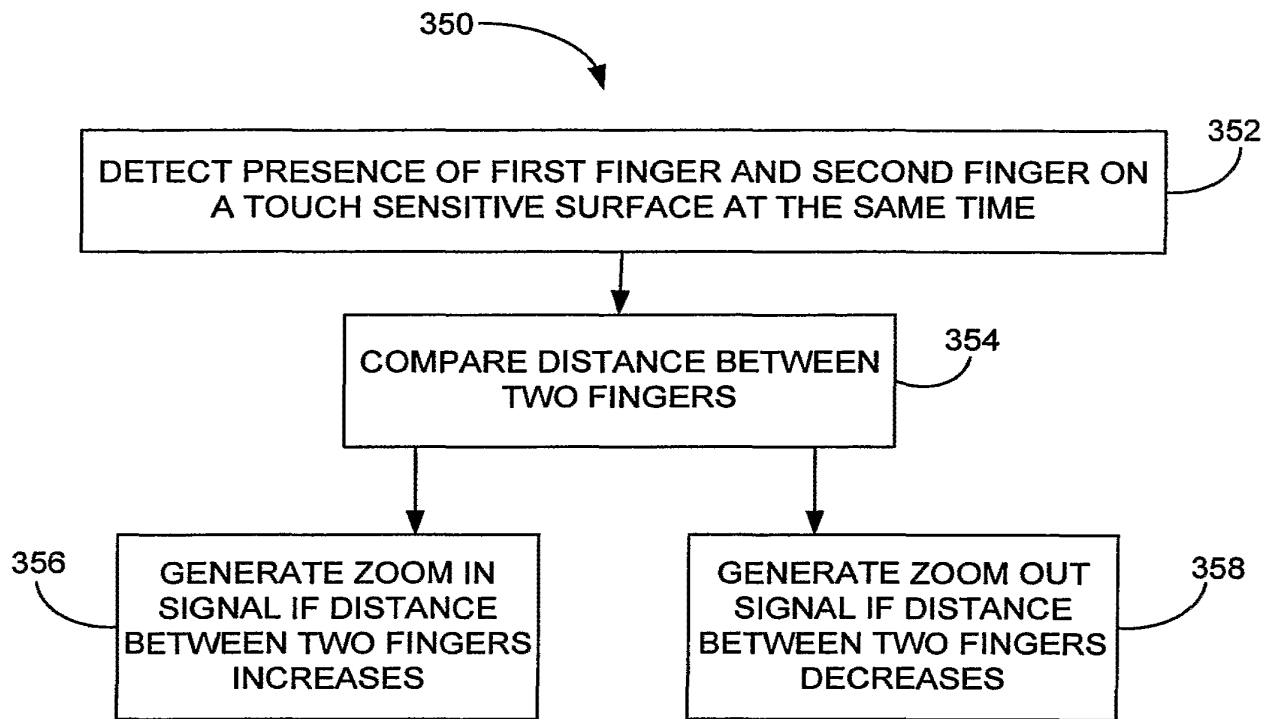 350
352
DETECT PRESENCE OF FIRST FINGER AND SECOND FINGER ON
A TOUCH SENSITIVE SURFACE AT THE SAME TIME
354
COMPARE DISTANCE BETWEEN
TWO FINGERS
356
GENERATE ZOOM IN
SIGNAL IF DISTANCE
BETWEEN TWO FINGERS
INCREASES
358
GENERATE ZOOM OUT
SIGNAL IF DISTANCE
BETWEEN TWO FINGERS
DECREASES